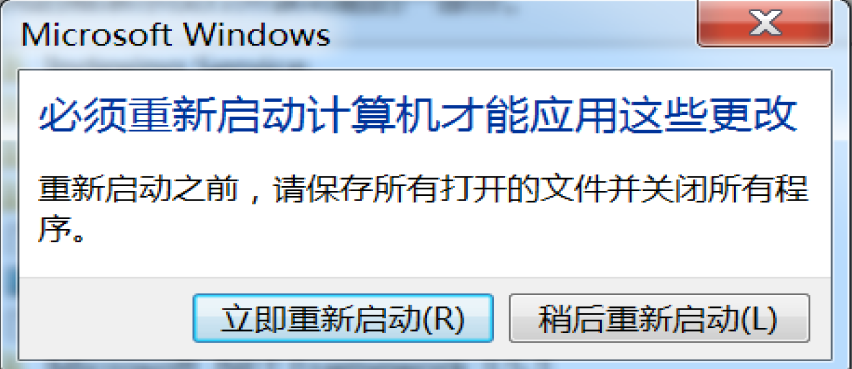 Microsoft Windows
必须重新启动计算机才能应用这些更改
重新启动之前，请保存所有打开的文件并关闭所有程
序。
立即重新启动(R)
稍后重新启动(L)